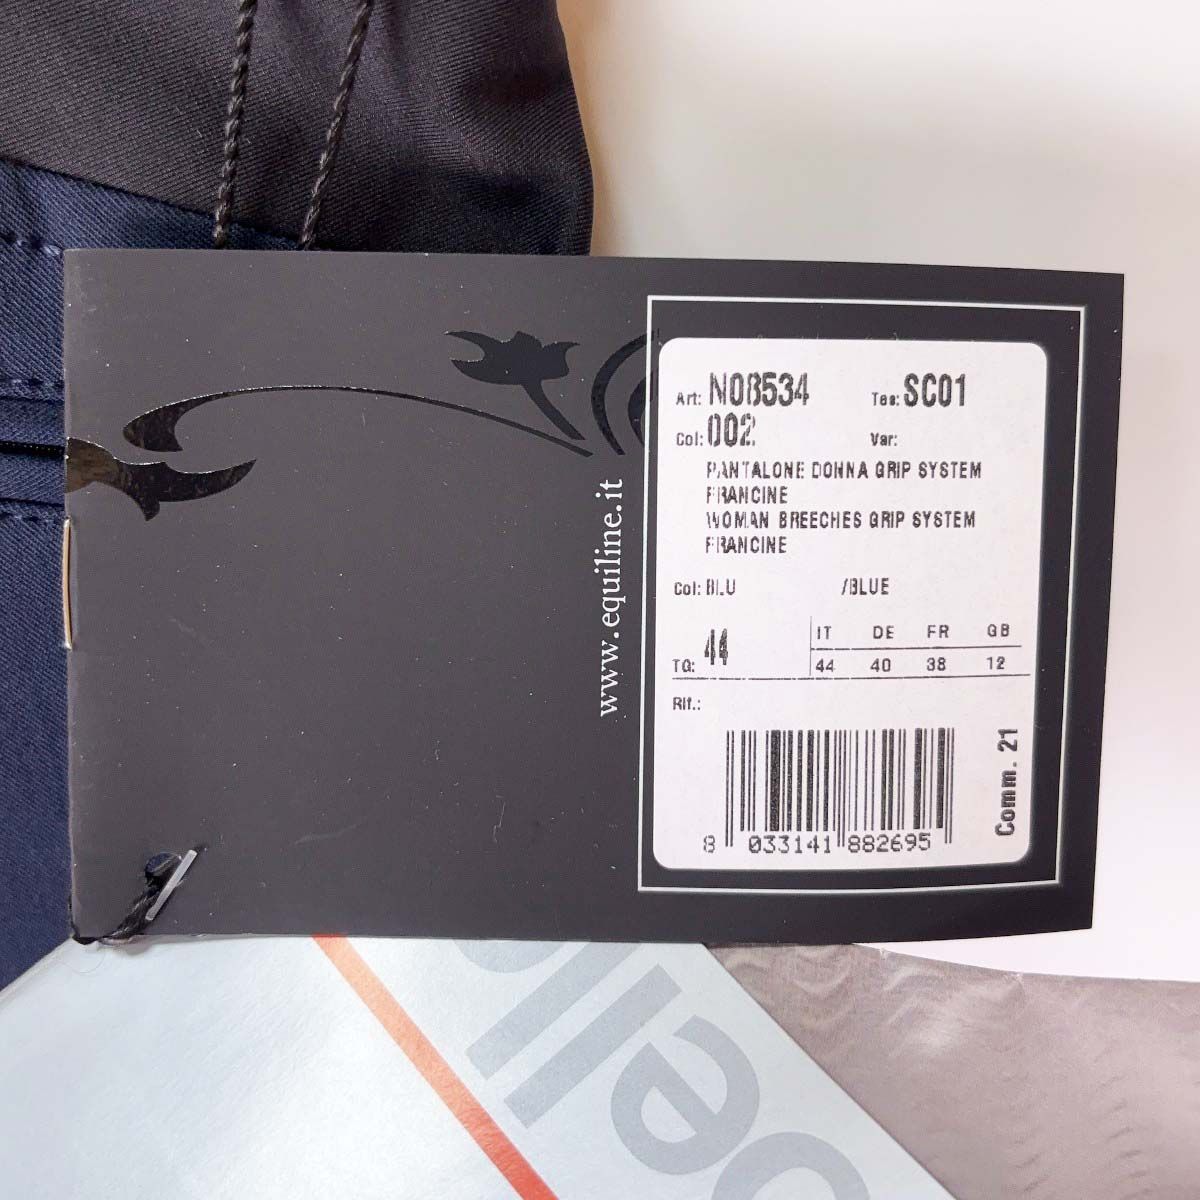 www.equiline.it
Art: N08534 Tes: SC01
Col: 002 Var:
PANTALONE DONNA GRIP SYSTEM
FRANCINE
WOMAN BREECHES GRIP SYSTEM
FRANCINE
Col: BLU /BLUE
TG: 44
IT DE FR GB
44 40 38 12
Rif.:
8 033141 882695
Comm. 21